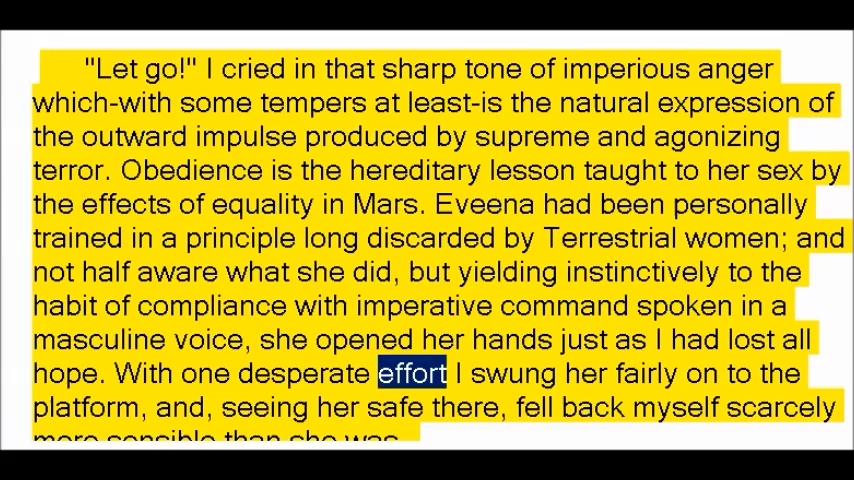 "Let go!" I cried in that sharp tone of imperious anger
which-with some tempers at least-is the natural expression of
the outward impulse produced by supreme and agonizing
terror. Obedience is the hereditary lesson taught to her sex by
the effects of equality in Mars. Eveena had been personally
trained in a principle long discarded by Terrestrial women; and
not half aware what she did, but yielding instinctively to the
habit of compliance with imperative command spoken in a
masculine voice, she opened her hands just as I had lost all
hope. With one desperate effort I swung her fairly on to the
platform, and, seeing her safe there, fell back myself scarcely
more sensible than she was.